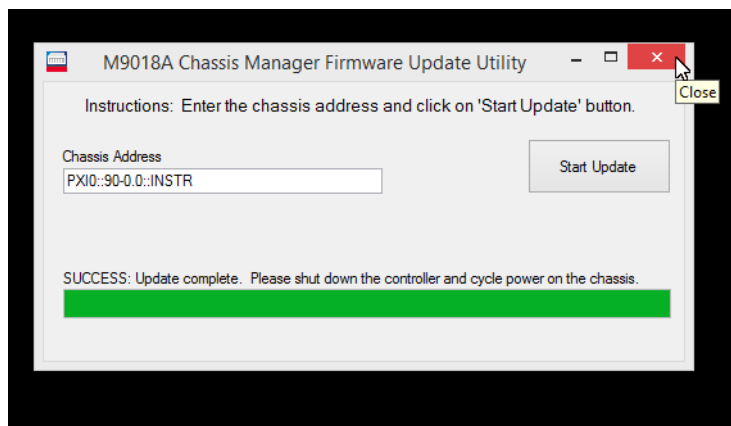 M9018A Chassis Manager Firmware Update Utility
Close
Instructions: Enter the chassis address and click on 'Start Update' button.
Chassis Address
PXI0::90-0.0::INSTR
Start Update
SUCCESS: Update complete. Please shut down the controller and cycle power on the chassis.